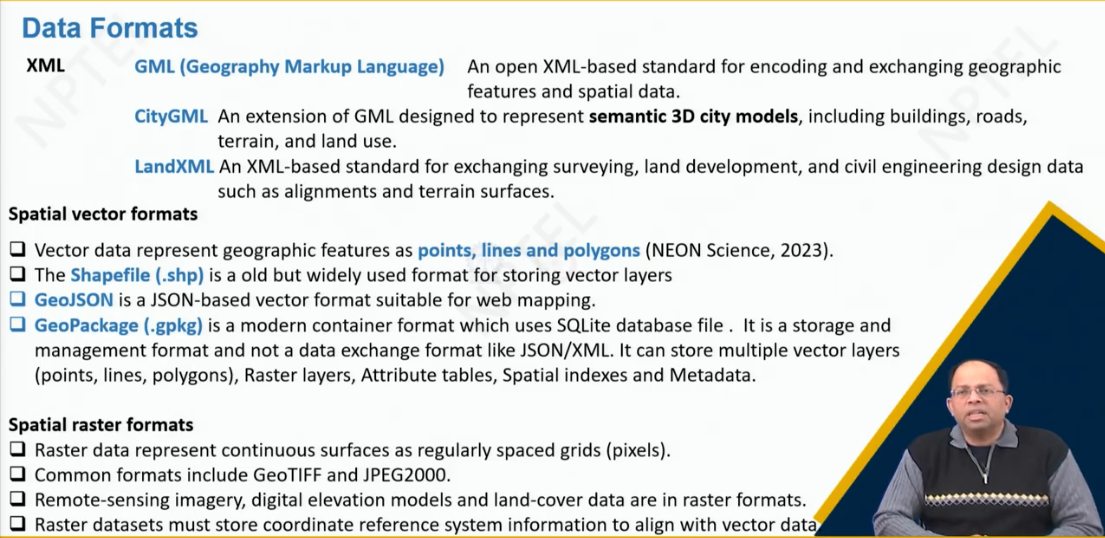 Data Formats
XML GML (Geography Markup Language) An open XML-based standard for encoding and exchanging geographic
features and spatial data.
CityGML An extension of GML designed to represent semantic 3D city models, including buildings, roads,
terrain, and land use.
LandXML An XML-based standard for exchanging surveying, land development, and civil engineering design data
such as alignments and terrain surfaces.
Spatial vector formats
❑ Vector data represent geographic features as points, lines and polygons (NEON Science, 2023).
❑ The Shapefile (.shp) is a old but widely used format for storing vector layers
❑ GeoJSON is a JSON-based vector format suitable for web mapping.
❑ GeoPackage (.gpkg) is a modern container format which uses SQLite database file . It is a storage and
management format and not a data exchange format like JSON/XML. It can store multiple vector layers
(points, lines, polygons), Raster layers, Attribute tables, Spatial indexes and Metadata.
Spatial raster formats
❑ Raster data represent continuous surfaces as regularly spaced grids (pixels).
❑ Common formats include GeoTIFF and JPEG2000.
❑ Remote-sensing imagery, digital elevation models and land-cover data are in raster formats.
❑ Raster datasets must store coordinate reference system information to align with vector data
NPTEL
NPTEL
NPTEL